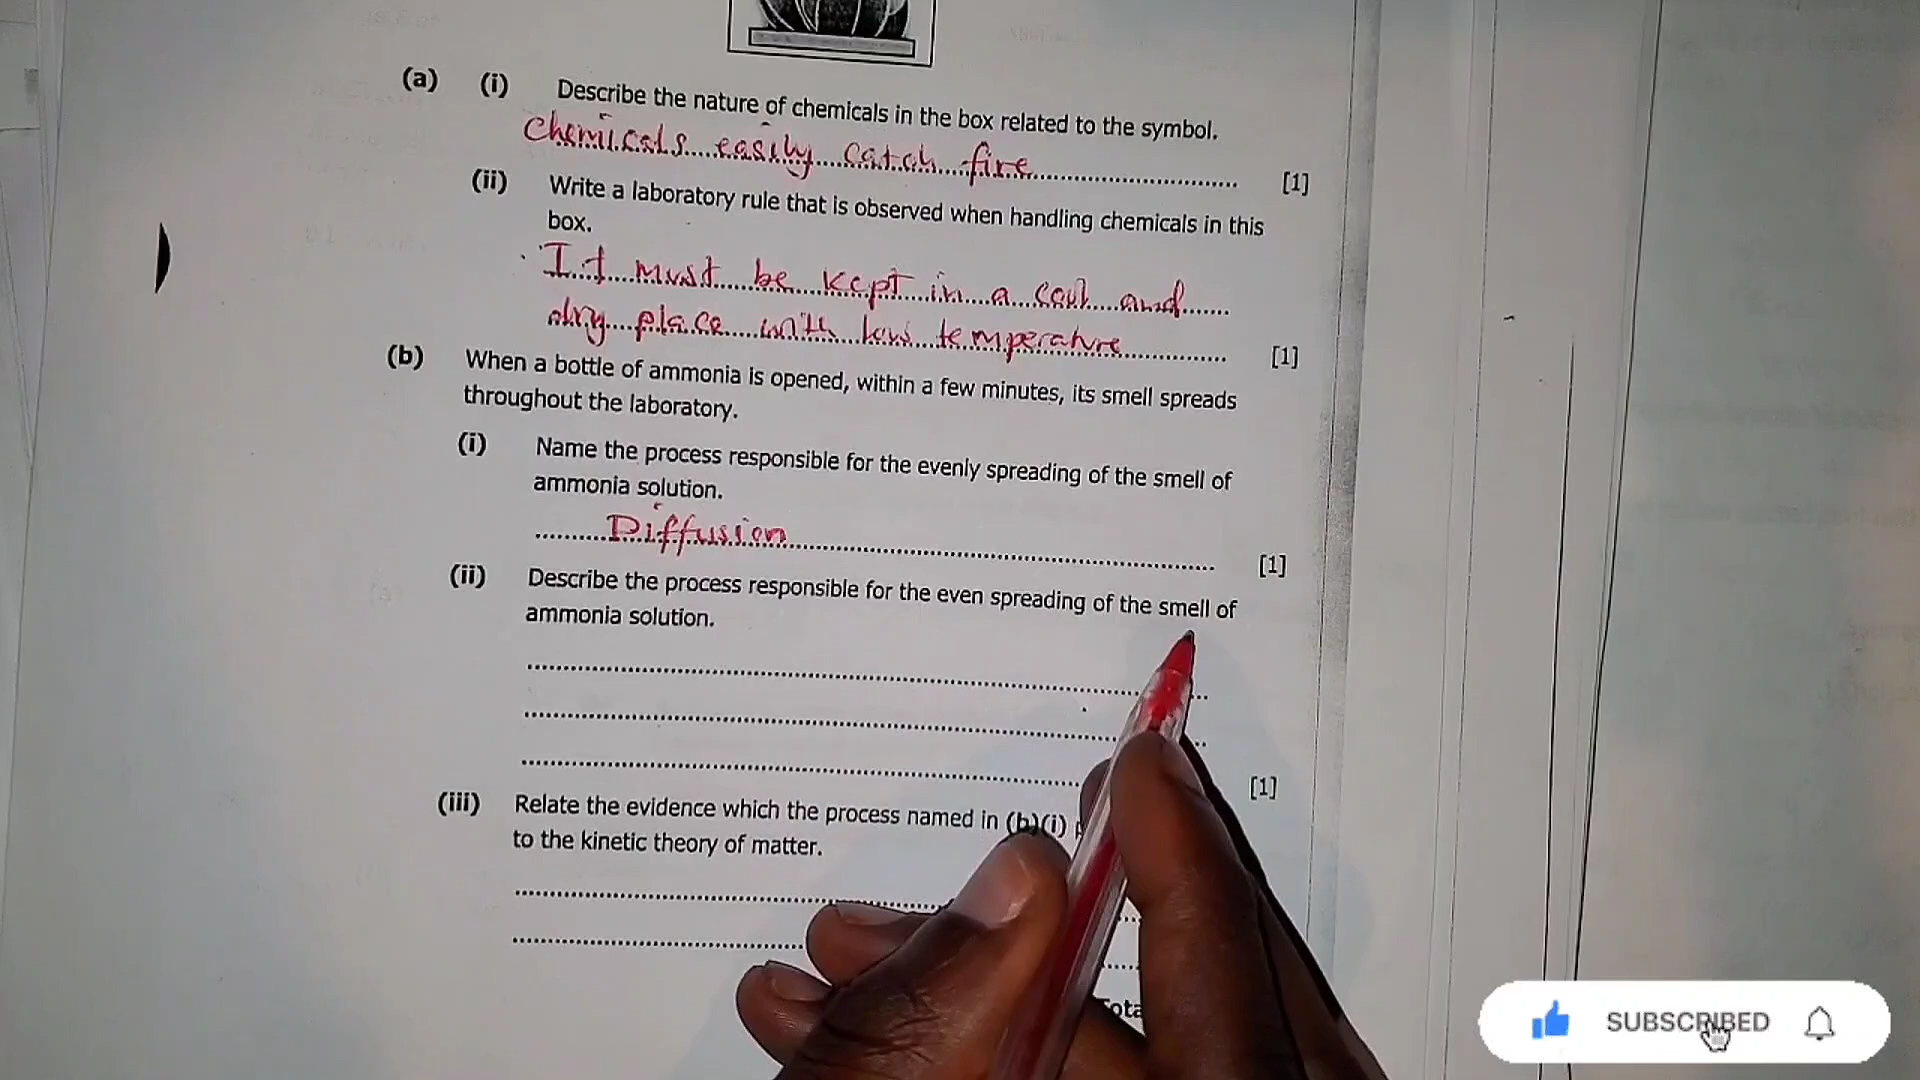 (a) (i) Describe the nature of chemicals in the box related to the symbol.
Chemicals easily catch fire [1]
(ii) Write a laboratory rule that is observed when handling chemicals in this
box.
It must be kept in a cool and
dry place with low temperature [1]
(b) When a bottle of ammonia is opened, within a few minutes, its smell spreads
throughout the laboratory.
(i) Name the process responsible for the evenly spreading of the smell of
ammonia solution.
Diffusion [1]
(ii) Describe the process responsible for the even spreading of the smell of
ammonia solution.
[1]
(iii) Relate the evidence which the process named in (b)(i)
to the kinetic theory of matter.
SUBSCRIBED